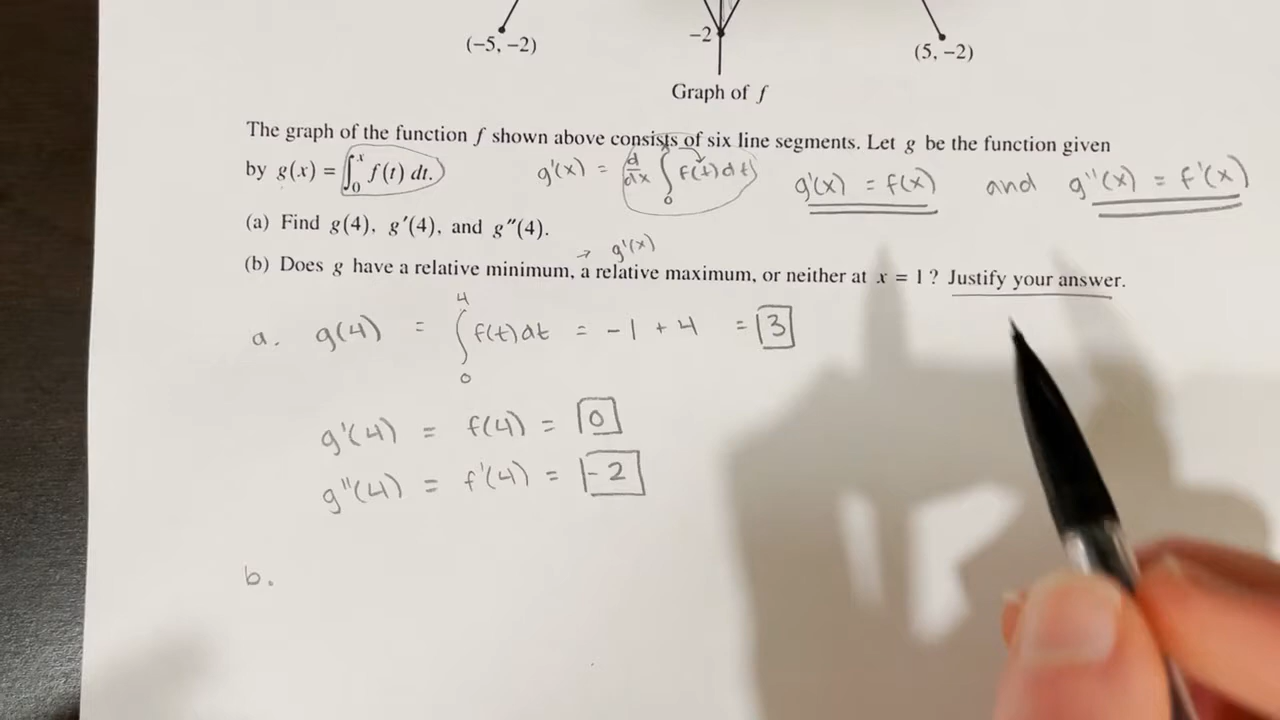 (−5, −2)
−2
(5, −2)
Graph of f
The graph of the function f shown above consists of six line segments. Let g be the function given
by g(x) = ∫₀ˣ f(t) dt.
g'(x) = d/dx ∫₀ˣ f(t)dt
g'(x) = f(x) and g''(x) = f'(x)
(a) Find g(4), g′(4), and g″(4).
→ g'(x)
(b) Does g have a relative minimum, a relative maximum, or neither at x = 1? Justify your answer.
a. g(4) = ∫₀⁴ f(t)dt = -1 + 4 = 3
g'(4) = f(4) = 0
g''(4) = f'(4) = -2
b.